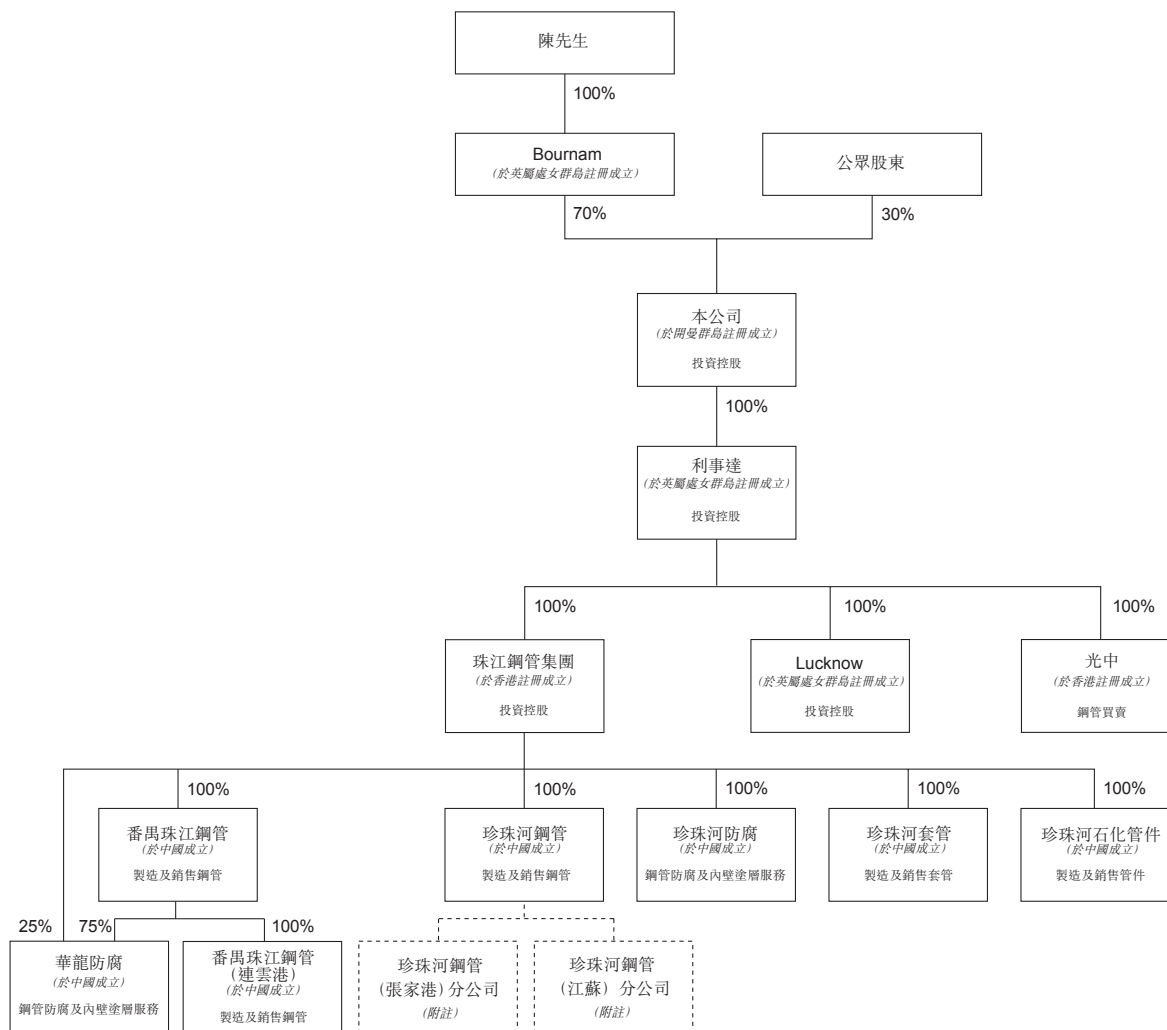 陳先生
100%
Bournam
(於英屬處女群島註冊成立)
公眾股東
70%
30%
本公司
(於開曼群島註冊成立)
投資控股
100%
利事達
(於英屬處女群島註冊成立)
投資控股
100%
100%
100%
珠江鋼管集團
(於香港註冊成立)
投資控股
Lucknow
(於英屬處女群島註冊成立)
投資控股
光中
(於香港註冊成立)
鋼管買賣
100%
100%
100%
100%
100%
番禺珠江鋼管
(於中國成立)
製造及銷售鋼管
珍珠河鋼管
(於中國成立)
製造及銷售鋼管
珍珠河防腐
(於中國成立)
鋼管防腐及內壁塗層服務
珍珠河套管
(於中國成立)
製造及銷售套管
珍珠河石化管件
(於中國成立)
製造及銷售管件
25%
75%
100%
華龍防腐
(於中國成立)
鋼管防腐及內壁塗層服務
番禺珠江鋼管
(連雲港)
(於中國成立)
製造及銷售鋼管
珍珠河鋼管
(張家港)分公司
(附註)
珍珠河鋼管
(江蘇) 分公司
(附註)